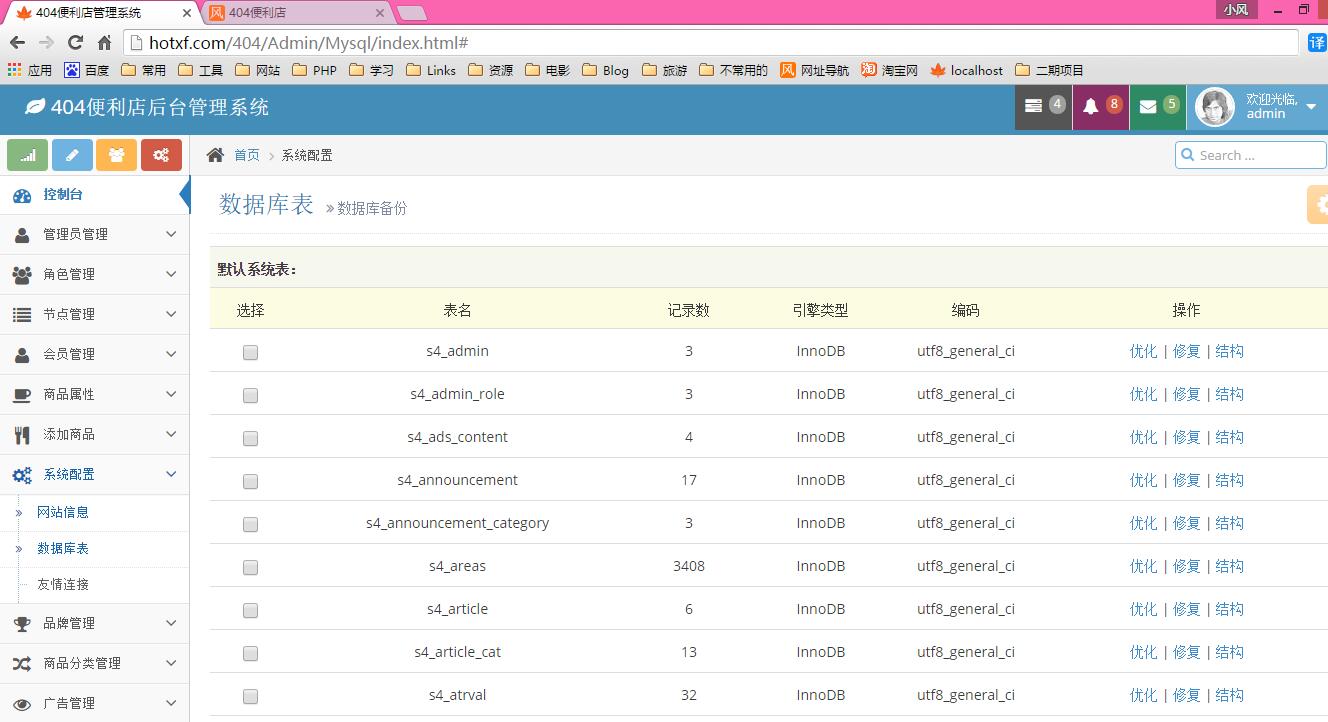 404便利店管理系统
404便利店
小风
hotxf.com/404/Admin/Mysql/index.html#
译
应用 百度 常用 工具 网站 PHP 学习 Links 资源 电影 Blog 旅游 不常用的 网址导航 淘宝网 localhost 二期项目
404便利店后台管理系统
4 8 5 欢迎光临,
admin
首页 系统配置
Search ...
控制台
管理员管理
角色管理
节点管理
会员管理
商品属性
添加商品
系统配置
网站信息
数据库表
友情连接
品牌管理
商品分类管理
广告管理
数据库表 » 数据库备份
默认系统表:
选择 表名 记录数 引擎类型 编码 操作
s4_admin 3 InnoDB utf8_general_ci 优化 | 修复 | 结构
s4_admin_role 3 InnoDB utf8_general_ci 优化 | 修复 | 结构
s4_ads_content 4 InnoDB utf8_general_ci 优化 | 修复 | 结构
s4_announcement 17 InnoDB utf8_general_ci 优化 | 修复 | 结构
s4_announcement_category 3 InnoDB utf8_general_ci 优化 | 修复 | 结构
s4_areas 3408 InnoDB utf8_general_ci 优化 | 修复 | 结构
s4_article 6 InnoDB utf8_general_ci 优化 | 修复 | 结构
s4_article_cat 13 InnoDB utf8_general_ci 优化 | 修复 | 结构
s4_atrval 32 InnoDB utf8_general_ci 优化 | 修复 | 结构